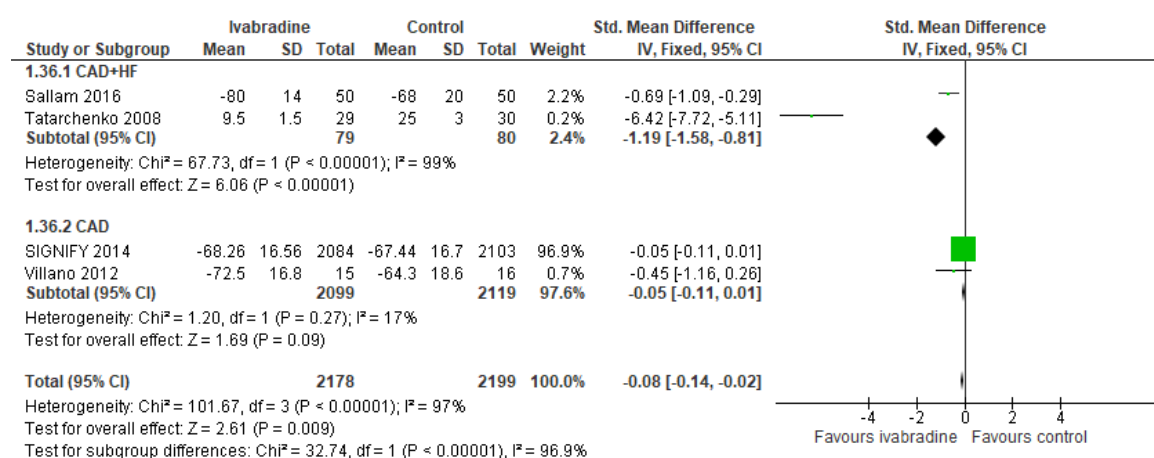 Ivabradine Control Std. Mean Difference Std. Mean Difference
Study or Subgroup Mean SD Total Mean SD Total Weight IV, Fixed, 95% CI IV, Fixed, 95% CI
1.36.1 CAD+HF
Sallam 2016 -80 14 50 -68 20 50 2.2% -0.69 [-1.09, -0.29]
Tatarchenko 2008 9.5 1.5 29 25 3 30 0.2% -6.42 [-7.72, -5.11]
Subtotal (95% CI) 79 80 2.4% -1.19 [-1.58, -0.81]
Heterogeneity: Chi² = 67.73, df = 1 (P < 0.00001); I² = 99%
Test for overall effect: Z = 6.06 (P < 0.00001)
1.36.2 CAD
SIGNIFY 2014 -68.26 16.56 2084 -67.44 16.7 2103 96.9% -0.05 [-0.11, 0.01]
Villano 2012 -72.5 16.8 15 -64.3 18.6 16 0.7% -0.45 [-1.16, 0.26]
Subtotal (95% CI) 2099 2119 97.6% -0.05 [-0.11, 0.01]
Heterogeneity: Chi² = 1.20, df = 1 (P = 0.27); I² = 17%
Test for overall effect: Z = 1.69 (P = 0.09)
Total (95% CI) 2178 2199 100.0% -0.08 [-0.14, -0.02]
Heterogeneity: Chi² = 101.67, df = 3 (P < 0.00001); I² = 97%
Test for overall effect: Z = 2.61 (P = 0.009)
Test for subgroup differences: Chi² = 32.74, df = 1 (P < 0.00001), I² = 96.9%
-4 -2 0 2 4
Favours ivabradine Favours control